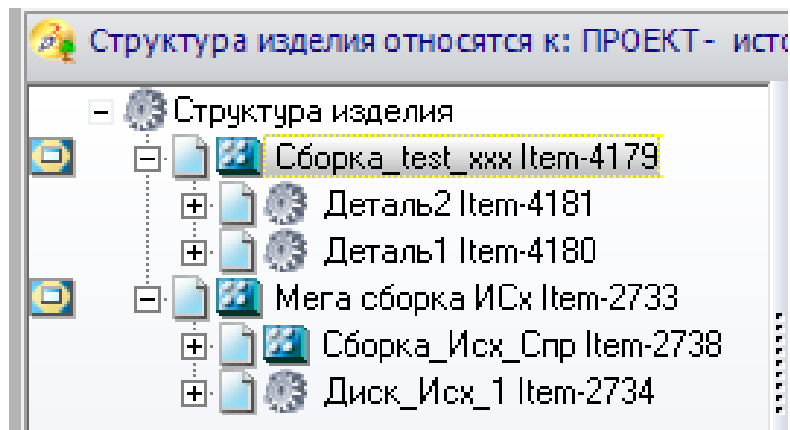 Структура изделия относятся к: ПРОЕКТ - исто
Структура изделия
Сборка_test_xxx Item-4179
Деталь2 Item-4181
Деталь1 Item-4180
Мега сборка ИСх Item-2733
Сборка_Исх_Спр Item-2738
Диск_Исх_1 Item-2734